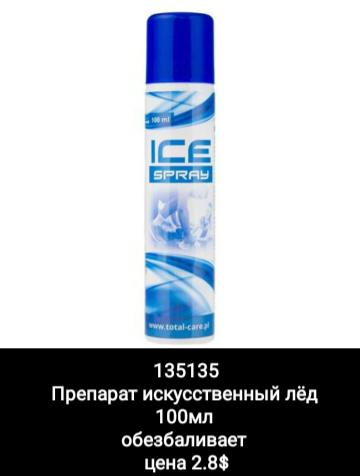 100 ml
ICE
SPRAY
www.total-care.pl
135135
Препарат искусственный лёд
100мл
обезбаливает
цена 2.8$